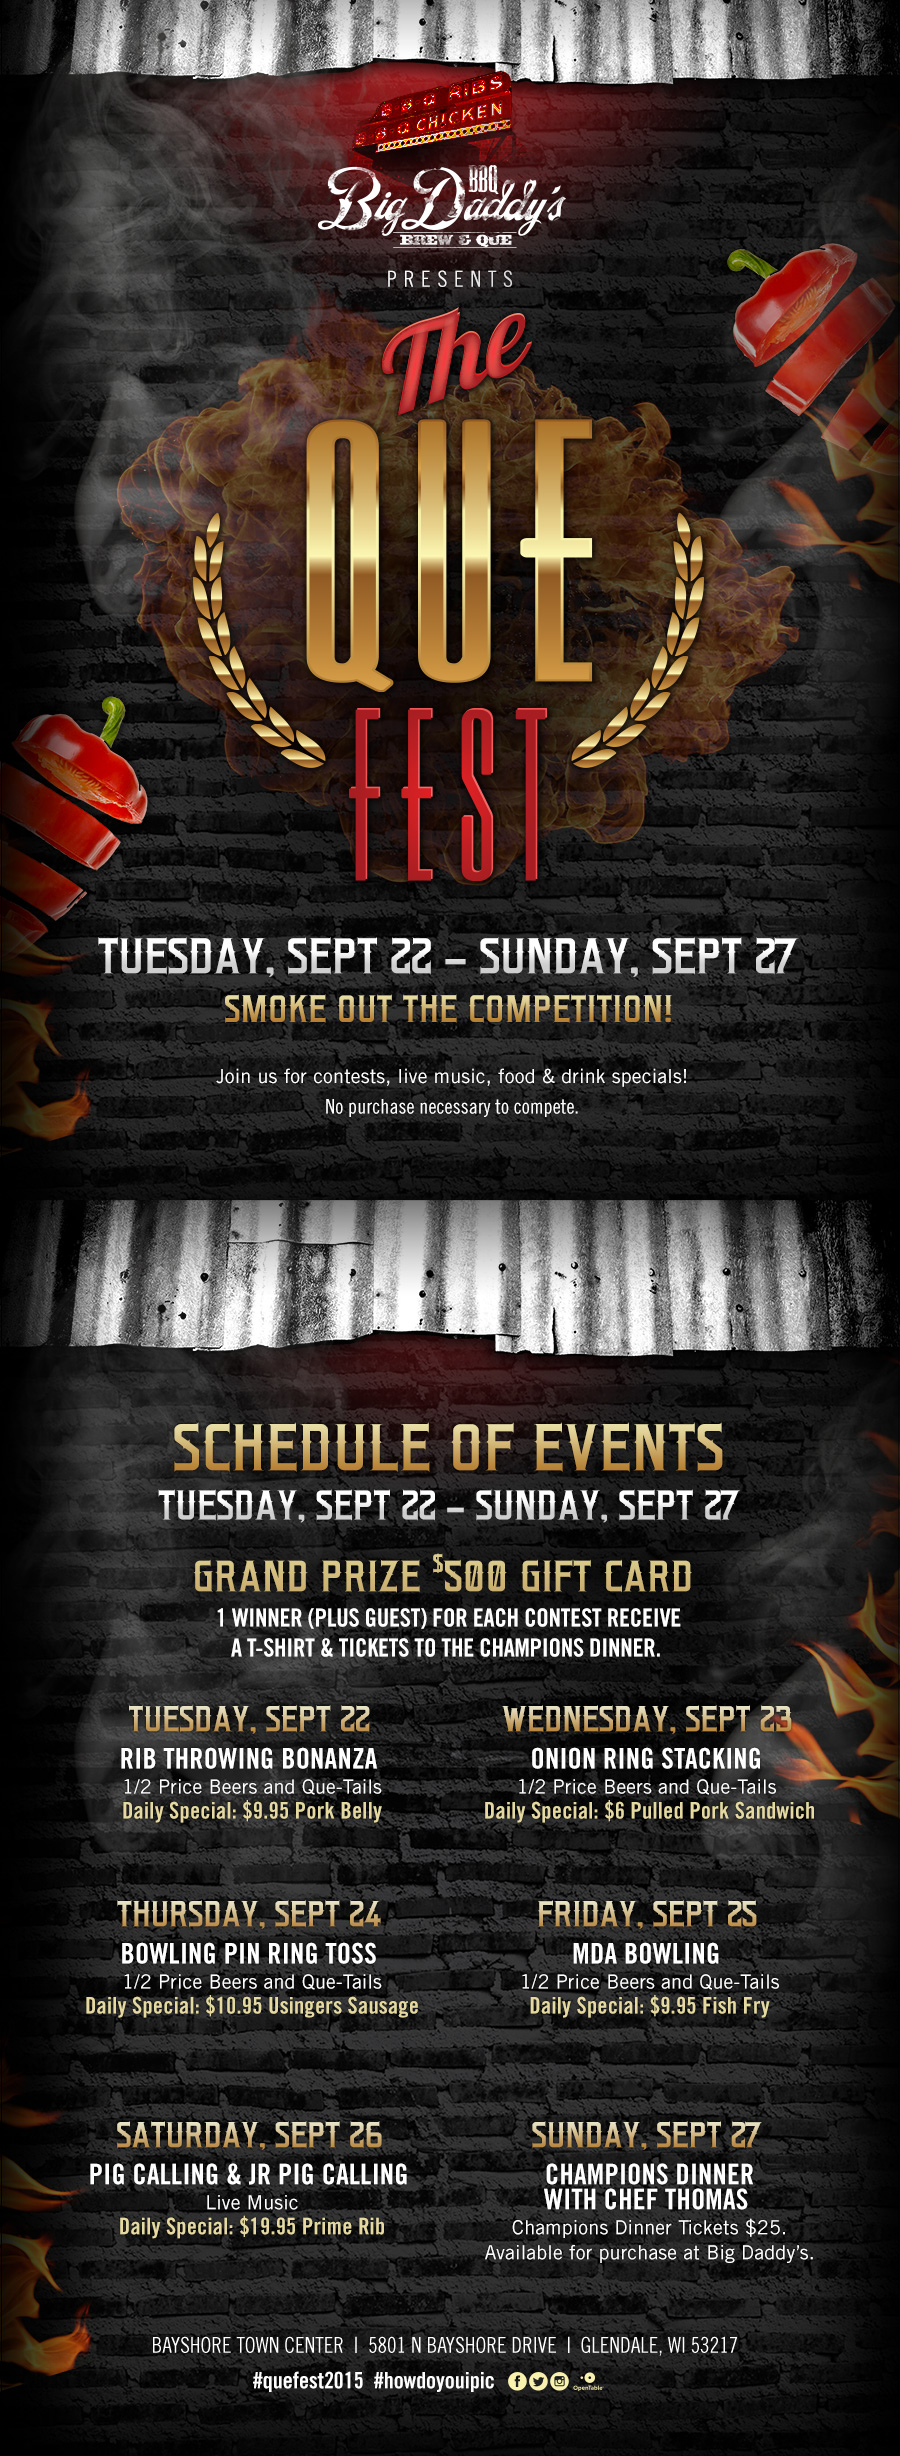 BBQ RIBS
BBQ CHICKEN
BBQ
Big Daddy's
BREW & QUE
PRESENTS
The
QUE
FEST
TUESDAY, SEPT 22 – SUNDAY, SEPT 27
SMOKE OUT THE COMPETITION!
Join us for contests, live music, food & drink specials!
No purchase necessary to compete.
SCHEDULE OF EVENTS
TUESDAY, SEPT 22 – SUNDAY, SEPT 27
GRAND PRIZE $500 GIFT CARD
1 WINNER (PLUS GUEST) FOR EACH CONTEST RECEIVE
A T-SHIRT & TICKETS TO THE CHAMPIONS DINNER.
TUESDAY, SEPT 22
RIB THROWING BONANZA
1/2 Price Beers and Que-Tails
Daily Special: $9.95 Pork Belly
WEDNESDAY, SEPT 23
ONION RING STACKING
1/2 Price Beers and Que-Tails
Daily Special: $6 Pulled Pork Sandwich
THURSDAY, SEPT 24
BOWLING PIN RING TOSS
1/2 Price Beers and Que-Tails
Daily Special: $10.95 Usingers Sausage
FRIDAY, SEPT 25
MDA BOWLING
1/2 Price Beers and Que-Tails
Daily Special: $9.95 Fish Fry
SATURDAY, SEPT 26
PIG CALLING & JR PIG CALLING
Live Music
Daily Special: $19.95 Prime Rib
SUNDAY, SEPT 27
CHAMPIONS DINNER
WITH CHEF THOMAS
Champions Dinner Tickets $25.
Available for purchase at Big Daddy's.
BAYSHORE TOWN CENTER | 5801 N BAYSHORE DRIVE | GLENDALE, WI 53217
#quefest2015 #howdoyouipic
OpenTable